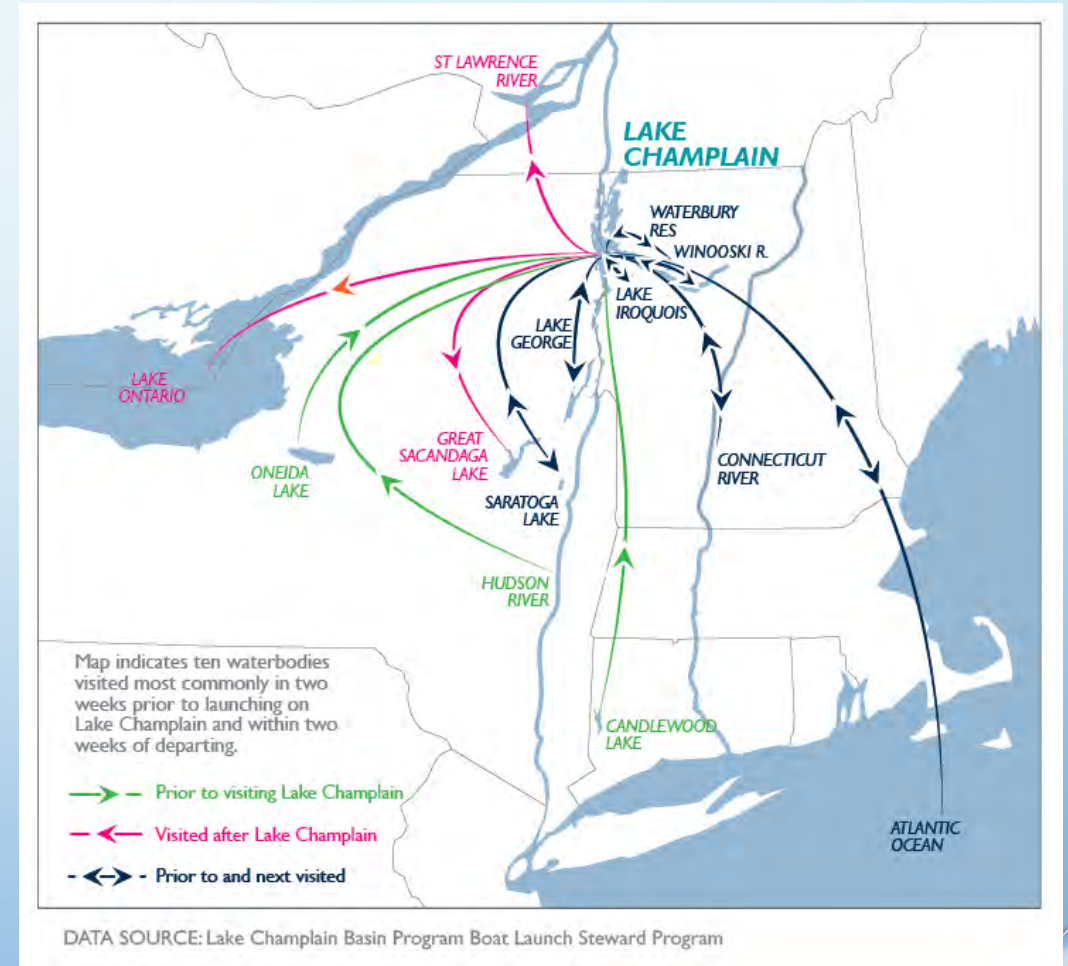 ST LAWRENCE
RIVER
LAKE
CHAMPLAIN
WATERBURY
RES
WINOOSKI R.
LAKE
IROQUOIS
LAKE
GEORGE
LAKE
ONTARIO
GREAT
SACANDAGA
LAKE
ONEIDA
LAKE
SARATOGA
LAKE
CONNECTICUT
RIVER
HUDSON
RIVER
CANDLEWOOD
LAKE
ATLANTIC
OCEAN
Map indicates ten waterbodies
visited most commonly in two
weeks prior to launching on
Lake Champlain and within two
weeks of departing.
Prior to visiting Lake Champlain
Visited after Lake Champlain
Prior to and next visited
DATA SOURCE: Lake Champlain Basin Program Boat Launch Steward Program